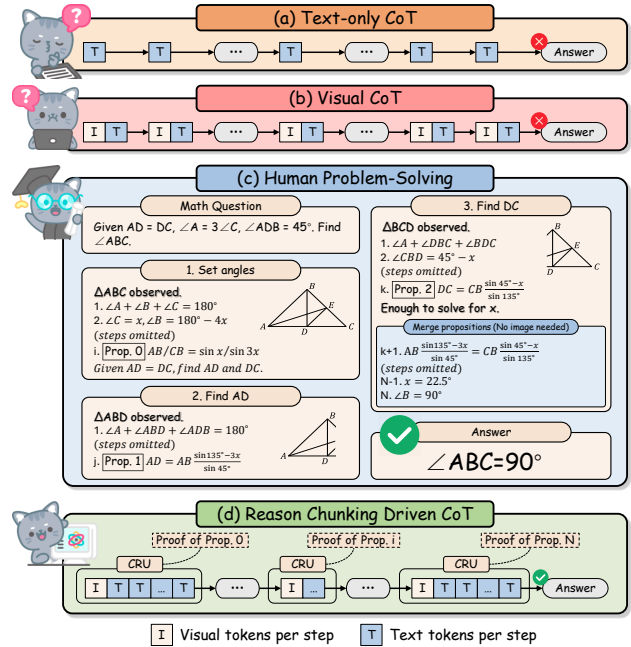 (a) Text-only CoT
?
T T ... T ... T T Answer
(b) Visual CoT
?
I T I T ... I T ... I T I T Answer
(c) Human Problem-Solving
Math Question
Given AD = DC, ∠A = 3∠C, ∠ADB = 45°. Find
∠ABC.
1. Set angles
ΔABC observed.
1. ∠A + ∠B + ∠C = 180°
2. ∠C = x, ∠B = 180° − 4x
(steps omitted)
i. Prop. 0 AB/CB = sin x/sin 3x
Given AD = DC, find AD and DC.
B
E
A
D
C
2. Find AD
ΔABD observed.
1. ∠A + ∠ABD + ∠ADB = 180°
(steps omitted)
j. Prop. 1 AD = AB sin135°−3x / sin 45°
B
A
D
3. Find DC
ΔBCD observed.
1. ∠A + ∠DBC + ∠BDC
2. ∠CBD = 45° − x
(steps omitted)
k. Prop. 2 DC = CB sin 45°−x / sin 135°
Enough to solve for x.
B
E
D
C
Merge propositions (No image needed)
k+1. AB sin135°−3x / sin 45° = CB sin 45°−x / sin 135°
(steps omitted)
N-1. x = 22.5°
N. ∠B = 90°
Answer
∠ABC=90°
(d) Reason Chunking Driven CoT
Proof of Prop. 0 Proof of Prop. i Proof of Prop. N
CRU CRU CRU
I T T ... T ... I ... ... I T T ... T Answer
I Visual tokens per step T Text tokens per step